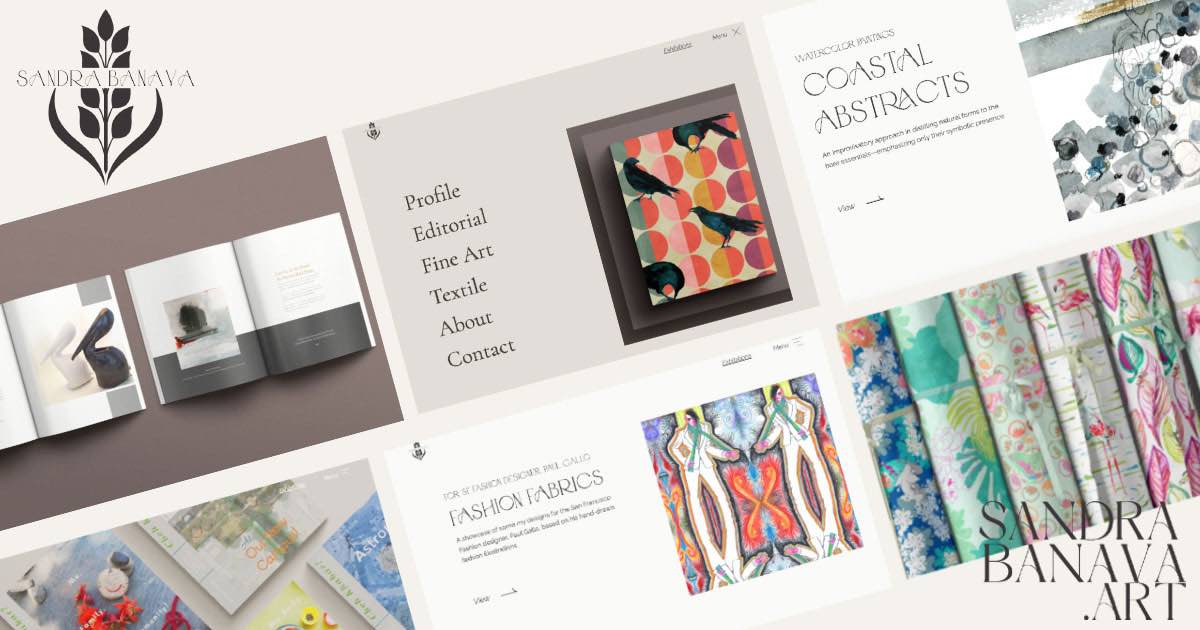 SANDRA BANAVA
Exhibitions
Menu
Profile
Editorial
Fine Art
Textile
About
Contact
WATERCOLOR PAINTINGS
COASTAL
ABSTRACTS
An improvisatory approach in distilling natural forms to the
bare essentials—emphasizing only their symbolic presence
View
Exhibitions
Menu
FOR SF FASHION DESIGNER, PAUL GALLO
FASHION FABRICS
A showcase of some my designs for the San Francisco
Fashion designer, Paul Gallo, based on his hand-drawn
fashion illustrations
View
SANDRA
BANAVA
.ART